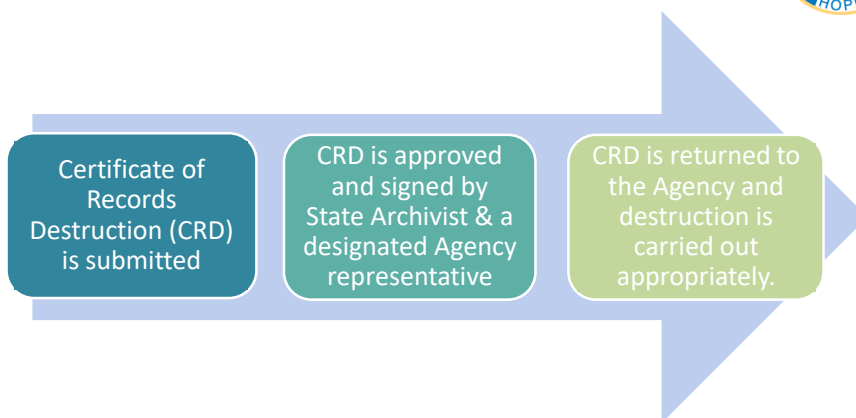 HOP
Certificate of
Records
Destruction (CRD)
is submitted
CRD is approved
and signed by
State Archivist & a
designated Agency
representative
CRD is returned to
the Agency and
destruction is
carried out
appropriately.